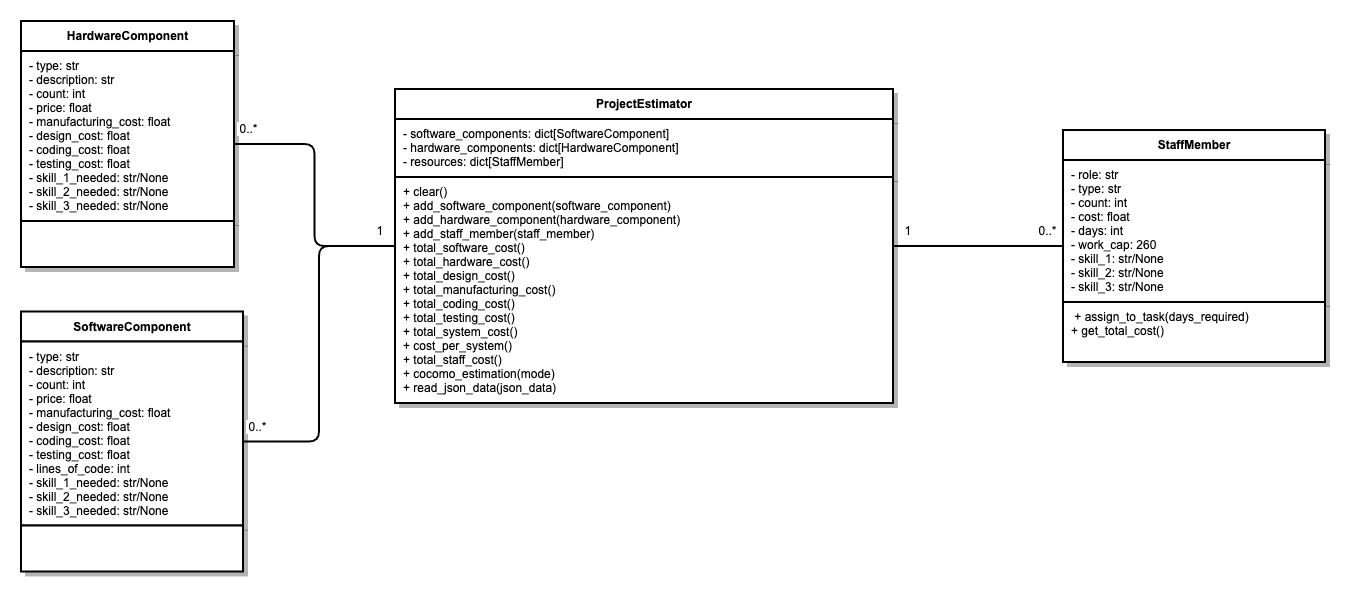 HardwareComponent
- type: str
- description: str
- count: int
- price: float
- manufacturing_cost: float
- design_cost: float
- coding_cost: float
- testing_cost: float
- skill_1_needed: str/None
- skill_2_needed: str/None
- skill_3_needed: str/None
0..*
SoftwareComponent
- type: str
- description: str
- count: int
- price: float
- manufacturing_cost: float
- design_cost: float
- coding_cost: float
- testing_cost: float
- lines_of_code: int
- skill_1_needed: str/None
- skill_2_needed: str/None
- skill_3_needed: str/None
0..*
1
ProjectEstimator
- software_components: dict[SoftwareComponent]
- hardware_components: dict[HardwareComponent]
- resources: dict[StaffMember]
+ clear()
+ add_software_component(software_component)
+ add_hardware_component(hardware_component)
+ add_staff_member(staff_member)
+ total_software_cost()
+ total_hardware_cost()
+ total_design_cost()
+ total_manufacturing_cost()
+ total_coding_cost()
+ total_testing_cost()
+ total_system_cost()
+ cost_per_system()
+ total_staff_cost()
+ cocomo_estimation(mode)
+ read_json_data(json_data)
1
0..*
StaffMember
- role: str
- type: str
- count: int
- cost: float
- days: int
- work_cap: 260
- skill_1: str/None
- skill_2: str/None
- skill_3: str/None
+ assign_to_task(days_required)
+ get_total_cost()